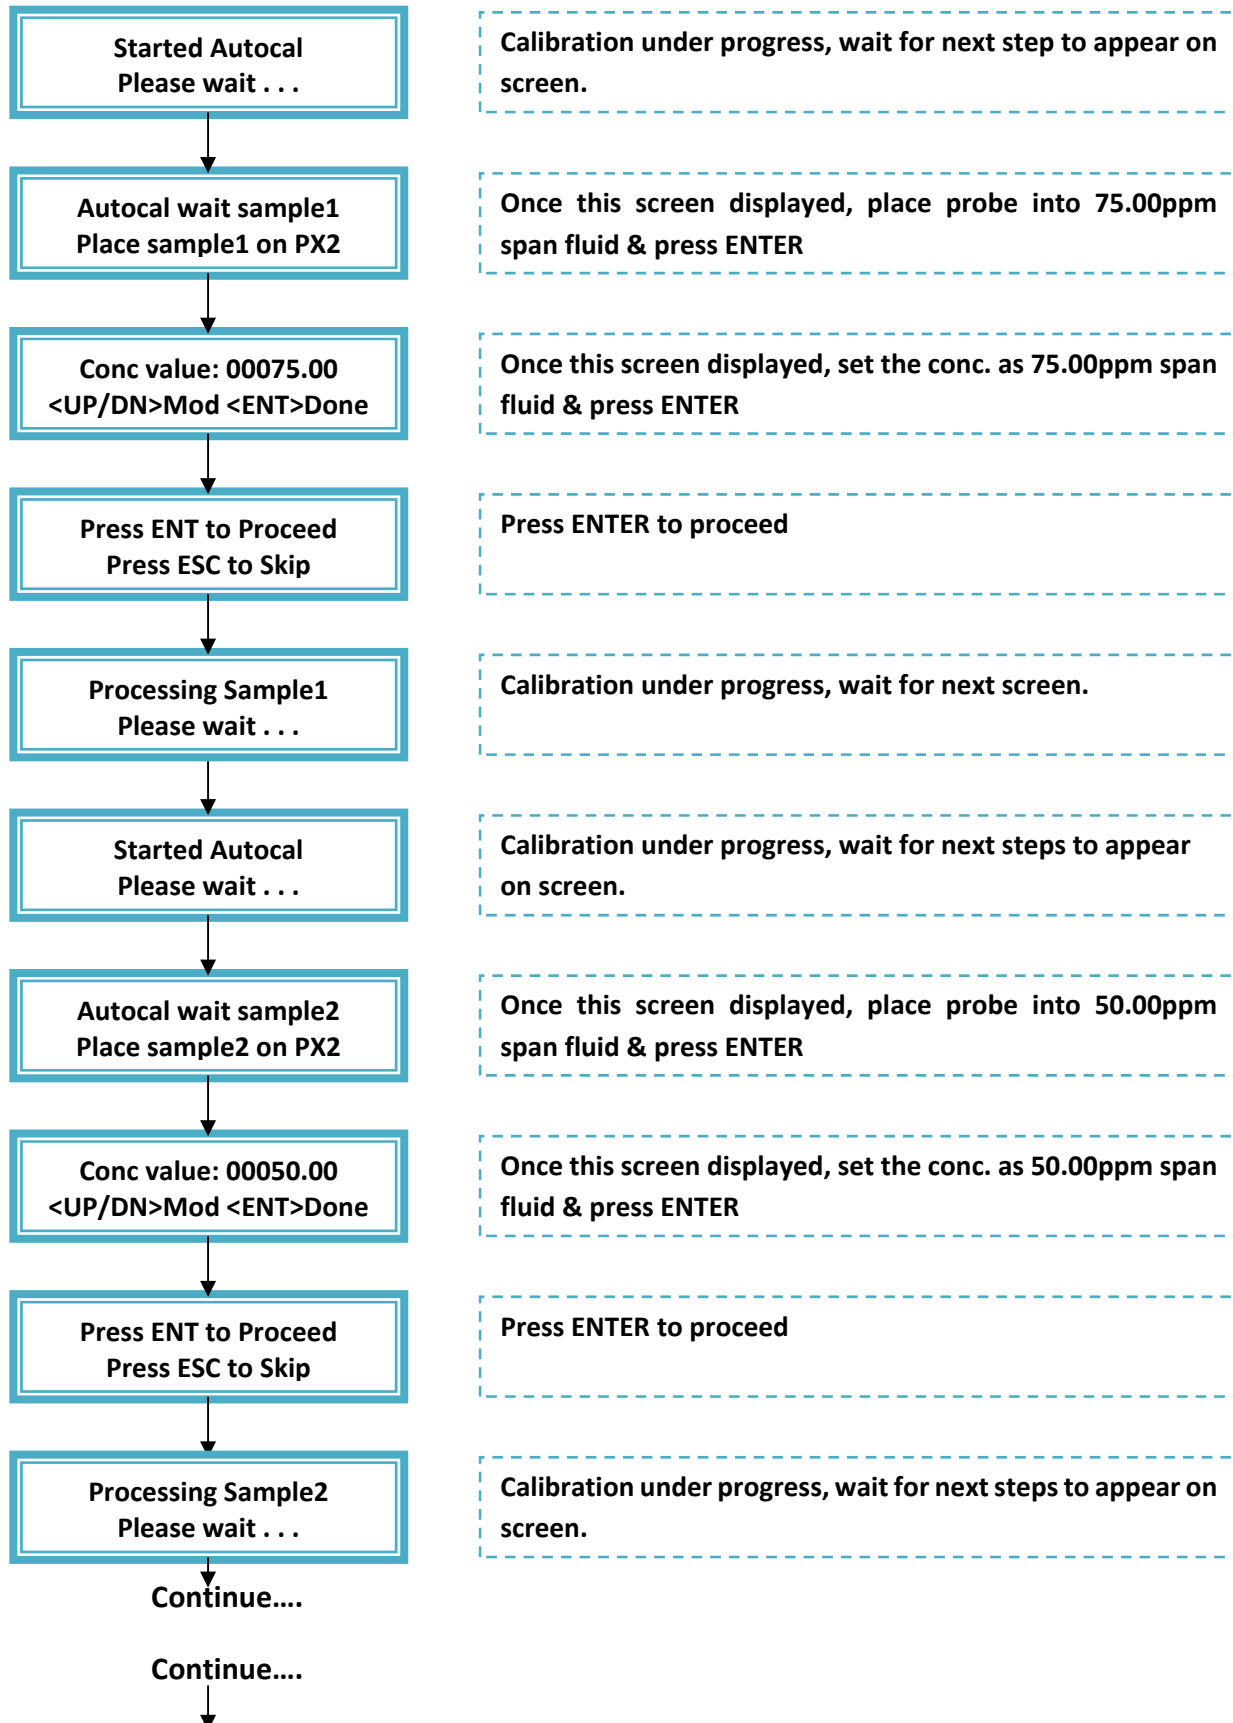 Started Autocal
Please wait . . .
Calibration under progress, wait for next step to appear on
screen.
Autocal wait sample1
Place sample1 on PX2
Once this screen displayed, place probe into 75.00ppm
span fluid & press ENTER
Conc value: 00075.00
<UP/DN>Mod <ENT>Done
Once this screen displayed, set the conc. as 75.00ppm span
fluid & press ENTER
Press ENT to Proceed
Press ESC to Skip
Press ENTER to proceed
Processing Sample1
Please wait . . .
Calibration under progress, wait for next screen.
Started Autocal
Please wait . . .
Calibration under progress, wait for next steps to appear
on screen.
Autocal wait sample2
Place sample2 on PX2
Once this screen displayed, place probe into 50.00ppm
span fluid & press ENTER
Conc value: 00050.00
<UP/DN>Mod <ENT>Done
Once this screen displayed, set the conc. as 50.00ppm span
fluid & press ENTER
Press ENT to Proceed
Press ESC to Skip
Press ENTER to proceed
Processing Sample2
Please wait . . .
Calibration under progress, wait for next steps to appear on
screen.
Continue....
Continue....